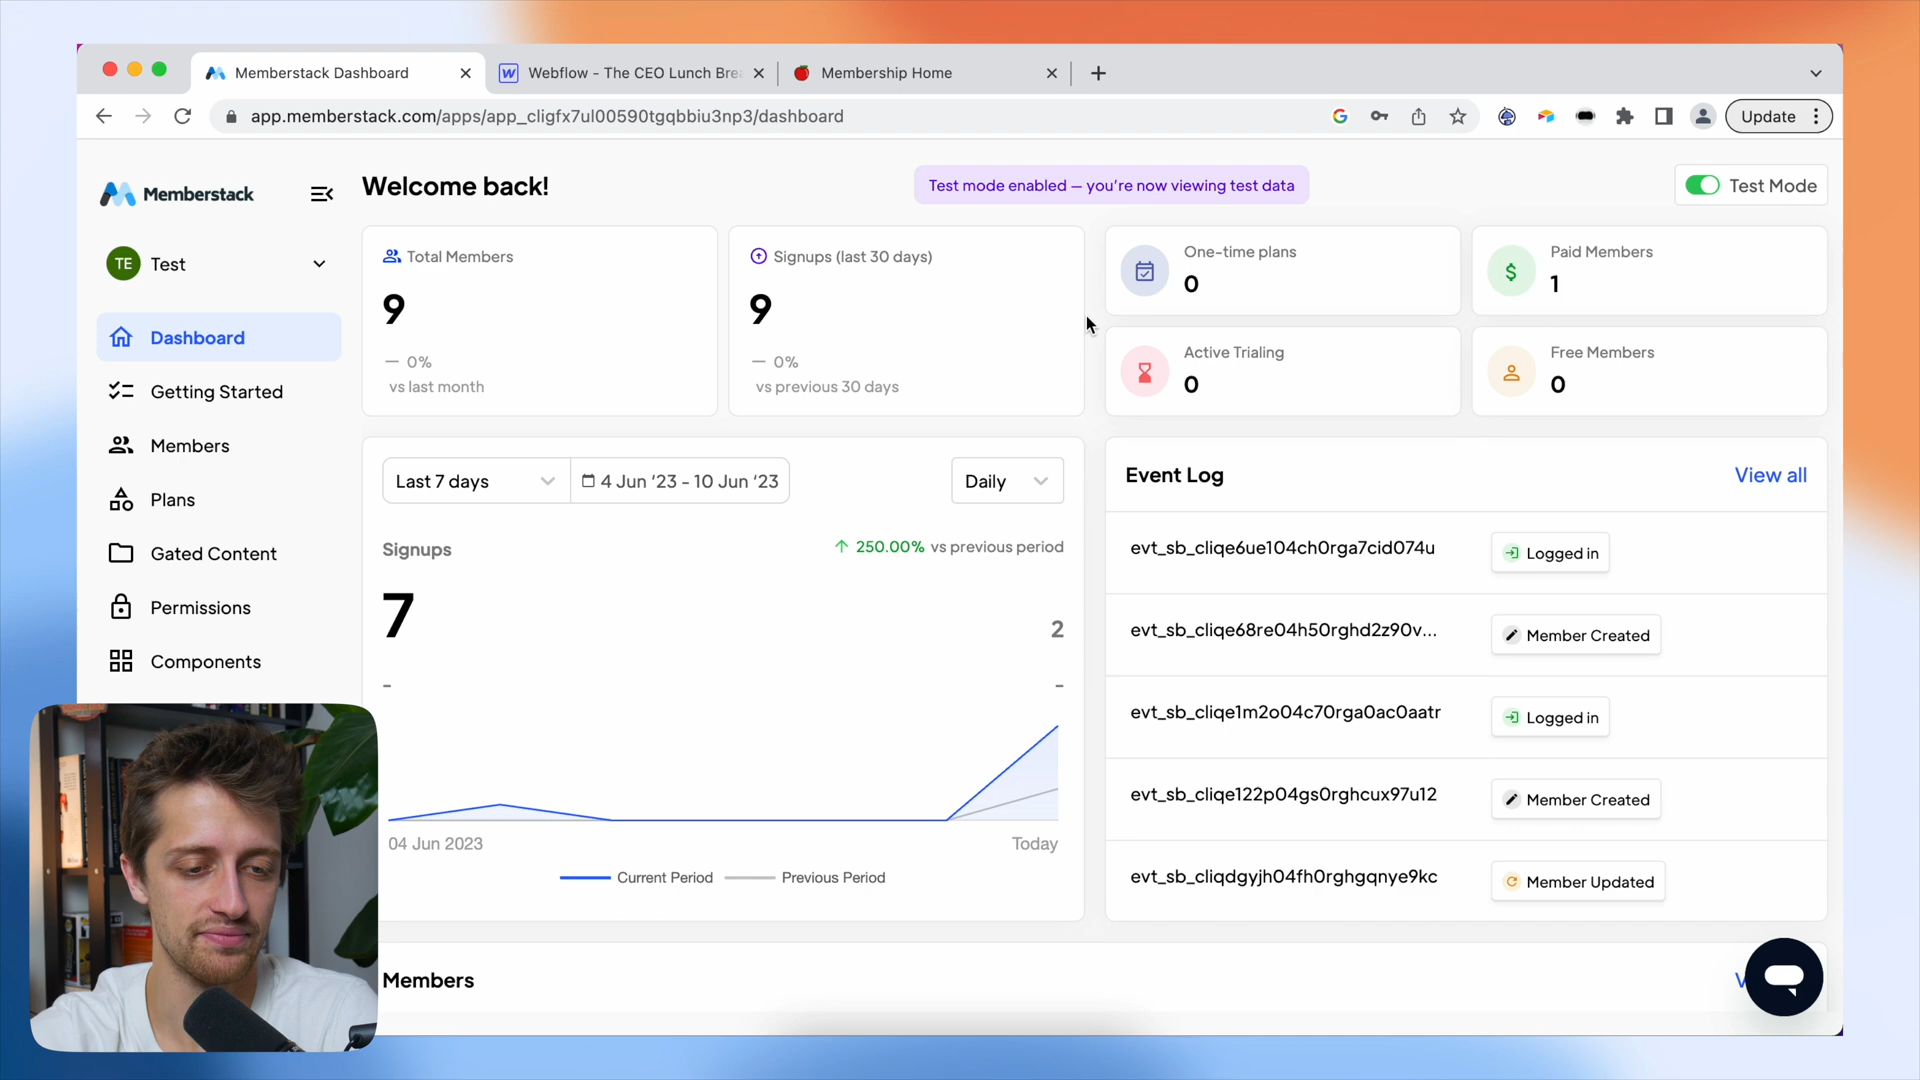 Memberstack Dashboard
Webflow - The CEO Lunch Brea
Membership Home
app.memberstack.com/apps/app_cligfx7ul00590tgqbbiu3np3/dashboard
Update
Memberstack
Welcome back!
Test mode enabled — you're now viewing test data
Test Mode
TE Test
Dashboard
Getting Started
Members
Plans
Gated Content
Permissions
Components
Total Members
9
— 0%
vs last month
Signups (last 30 days)
9
— 0%
vs previous 30 days
One-time plans
0
Paid Members
1
Active Trialing
0
Free Members
0
Last 7 days
4 Jun '23 - 10 Jun '23
Daily
Signups
250.00% vs previous period
7
2
-
-
04 Jun 2023
Today
Current Period
Previous Period
Event Log
View all
evt_sb_cliqe6ue104ch0rga7cid074u
Logged in
evt_sb_cliqe68re04h50rghd2z90v...
Member Created
evt_sb_cliqe1m2o04c70rga0ac0aatr
Logged in
evt_sb_cliqe122p04gs0rghcux97u12
Member Created
evt_sb_cliqdgyjh04fh0rghgqnye9kc
Member Updated
Members